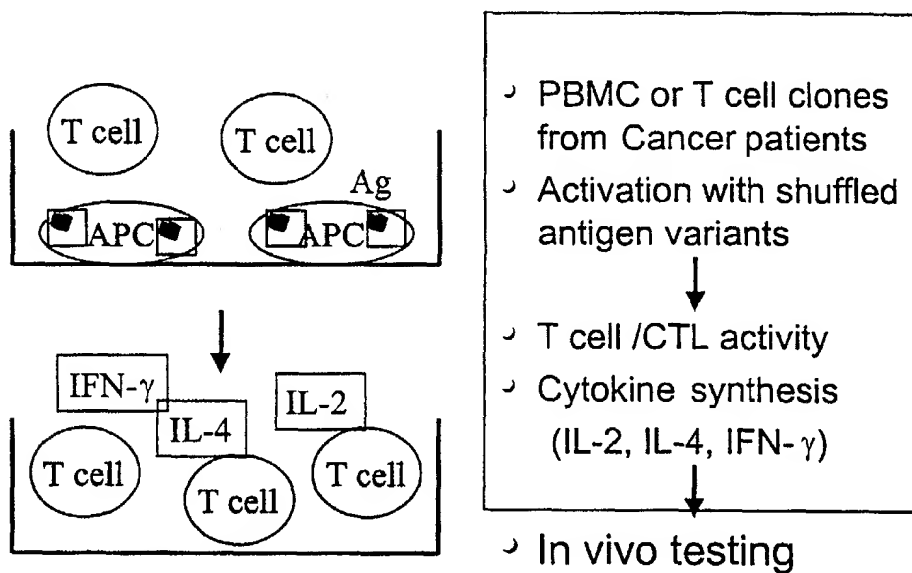 T cell
T cell
Ag
APC
APC
IFN-γ
IL-4
IL-2
T cell
T cell
T cell
PBMC or T cell clones
from Cancer patients
Activation with shuffled
antigen variants
T cell /CTL activity
Cytokine synthesis
(IL-2, IL-4, IFN- γ)
In vivo testing